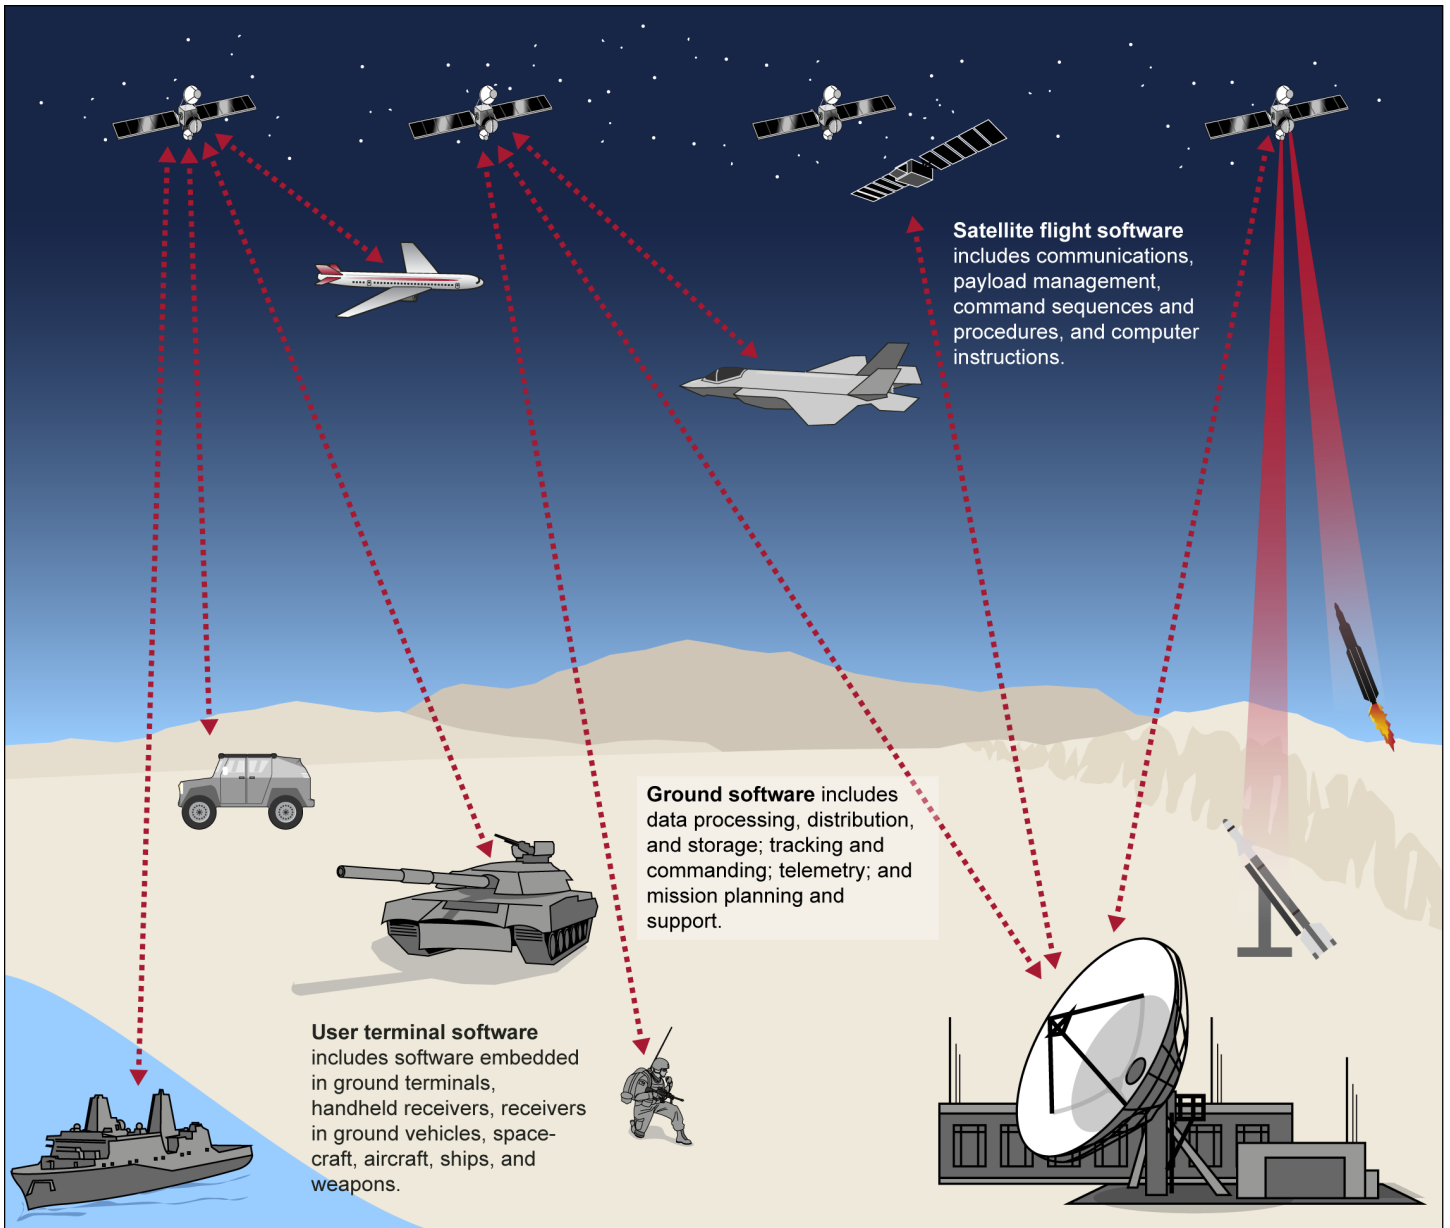 Satellite flight software
includes communications,
payload management,
command sequences and
procedures, and computer
instructions.
Ground software includes
data processing, distribution,
and storage; tracking and
commanding; telemetry; and
mission planning and
support.
User terminal software
includes software embedded
in ground terminals,
handheld receivers, receivers
in ground vehicles, space-
craft, aircraft, ships, and
weapons.